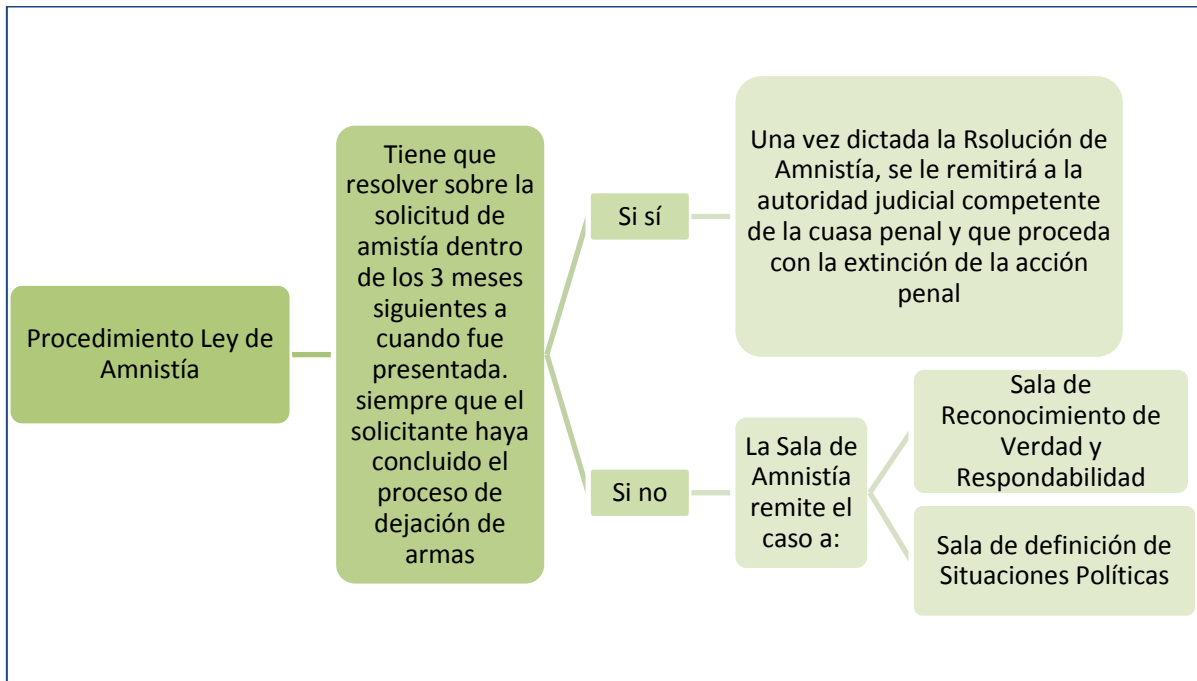 Procedimiento Ley de
Amnistía
Tiene que
resolver sobre la
solicitud de
amistía dentro
de los 3 meses
siguientes a
cuando fue
presentada.
siempre que el
solicitante haya
concluido el
proceso de
dejación de
armas
Si sí
Una vez dictada la Rsolución de
Amnistía, se le remitirá a la
autoridad judicial competente
de la cuasa penal y que proceda
con la extinción de la acción
penal
Si no
La Sala de
Amnistía
remite el
caso a:
Sala de
Reconocimiento de
Verdad y
Respondabilidad
Sala de definición de
Situaciones Políticas